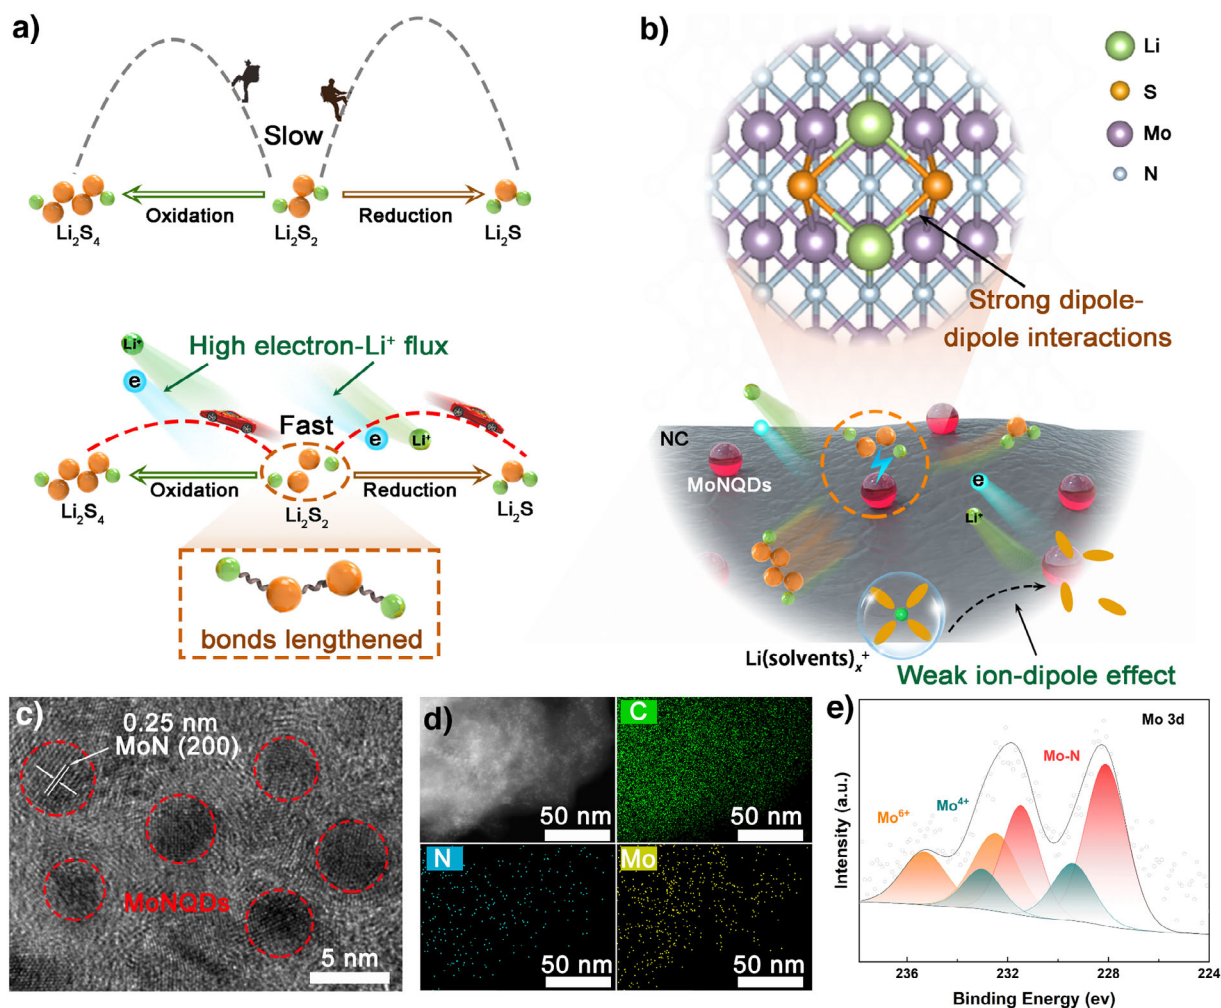 a)
Slow
Oxidation
Reduction
Li₂S₄
Li₂S₂
Li₂S
Li⁺
High electron-Li⁺ flux
e
Fast
e
Li⁺
Oxidation
Reduction
Li₂S₄
Li₂S₂
Li₂S
bonds lengthened
b)
Li
S
Mo
N
Strong dipole-
dipole interactions
NC
MoNQDs
e
Li⁺
Li(solvents)ₓ⁺
Weak ion-dipole effect
c)
0.25 nm
MoN (200)
MoNQDs
5 nm
d)
50 nm
C
50 nm
N
50 nm
Mo
50 nm
e)
Mo 3d
Mo-N
Mo⁴⁺
Mo⁶⁺
Intensity (a.u.)
236
232
228
224
Binding Energy (ev)